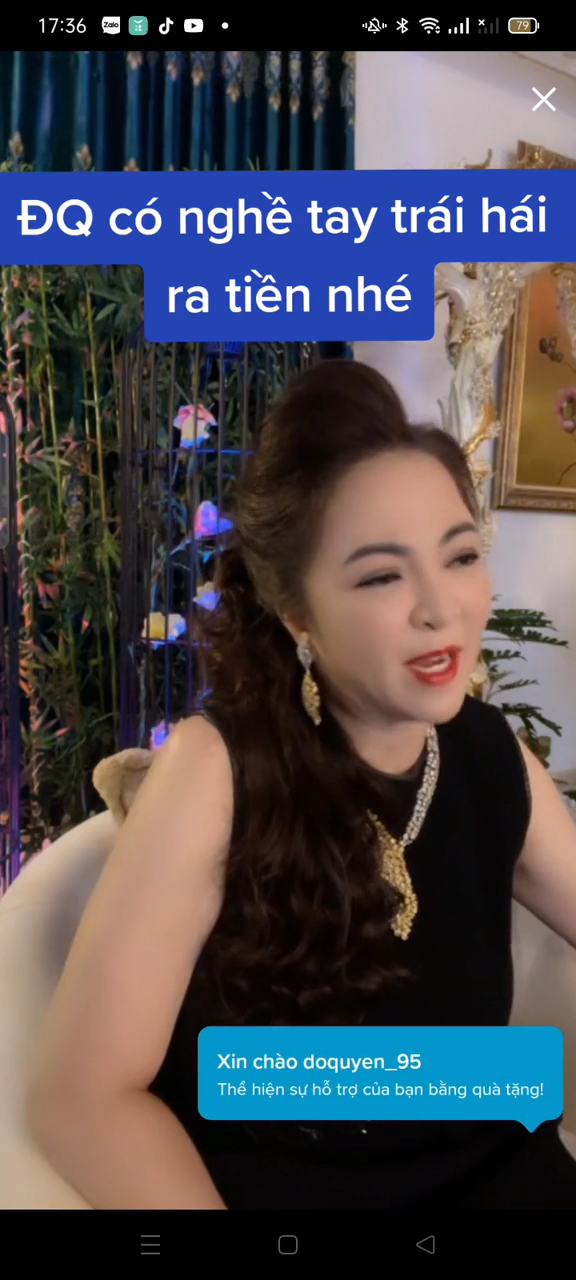 17:36
Zalo
79
ĐQ có nghề tay trái hái
ra tiền nhé
Xin chào doquyen_95
Thể hiện sự hỗ trợ của bạn bằng quà tặng!